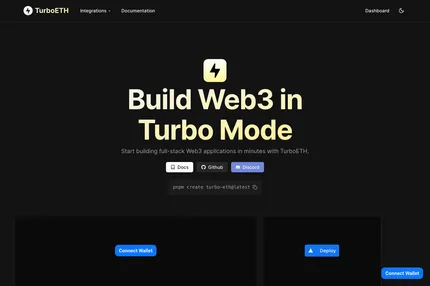 TurboETH
Integrations
Documentation
Dashboard
Build Web3 in
Turbo Mode
Start building full-stack Web3 applications in minutes with TurboETH.
Docs
Github
Discord
pnpm create turbo-eth@latest
Connect Wallet
Deploy
Connect Wallet